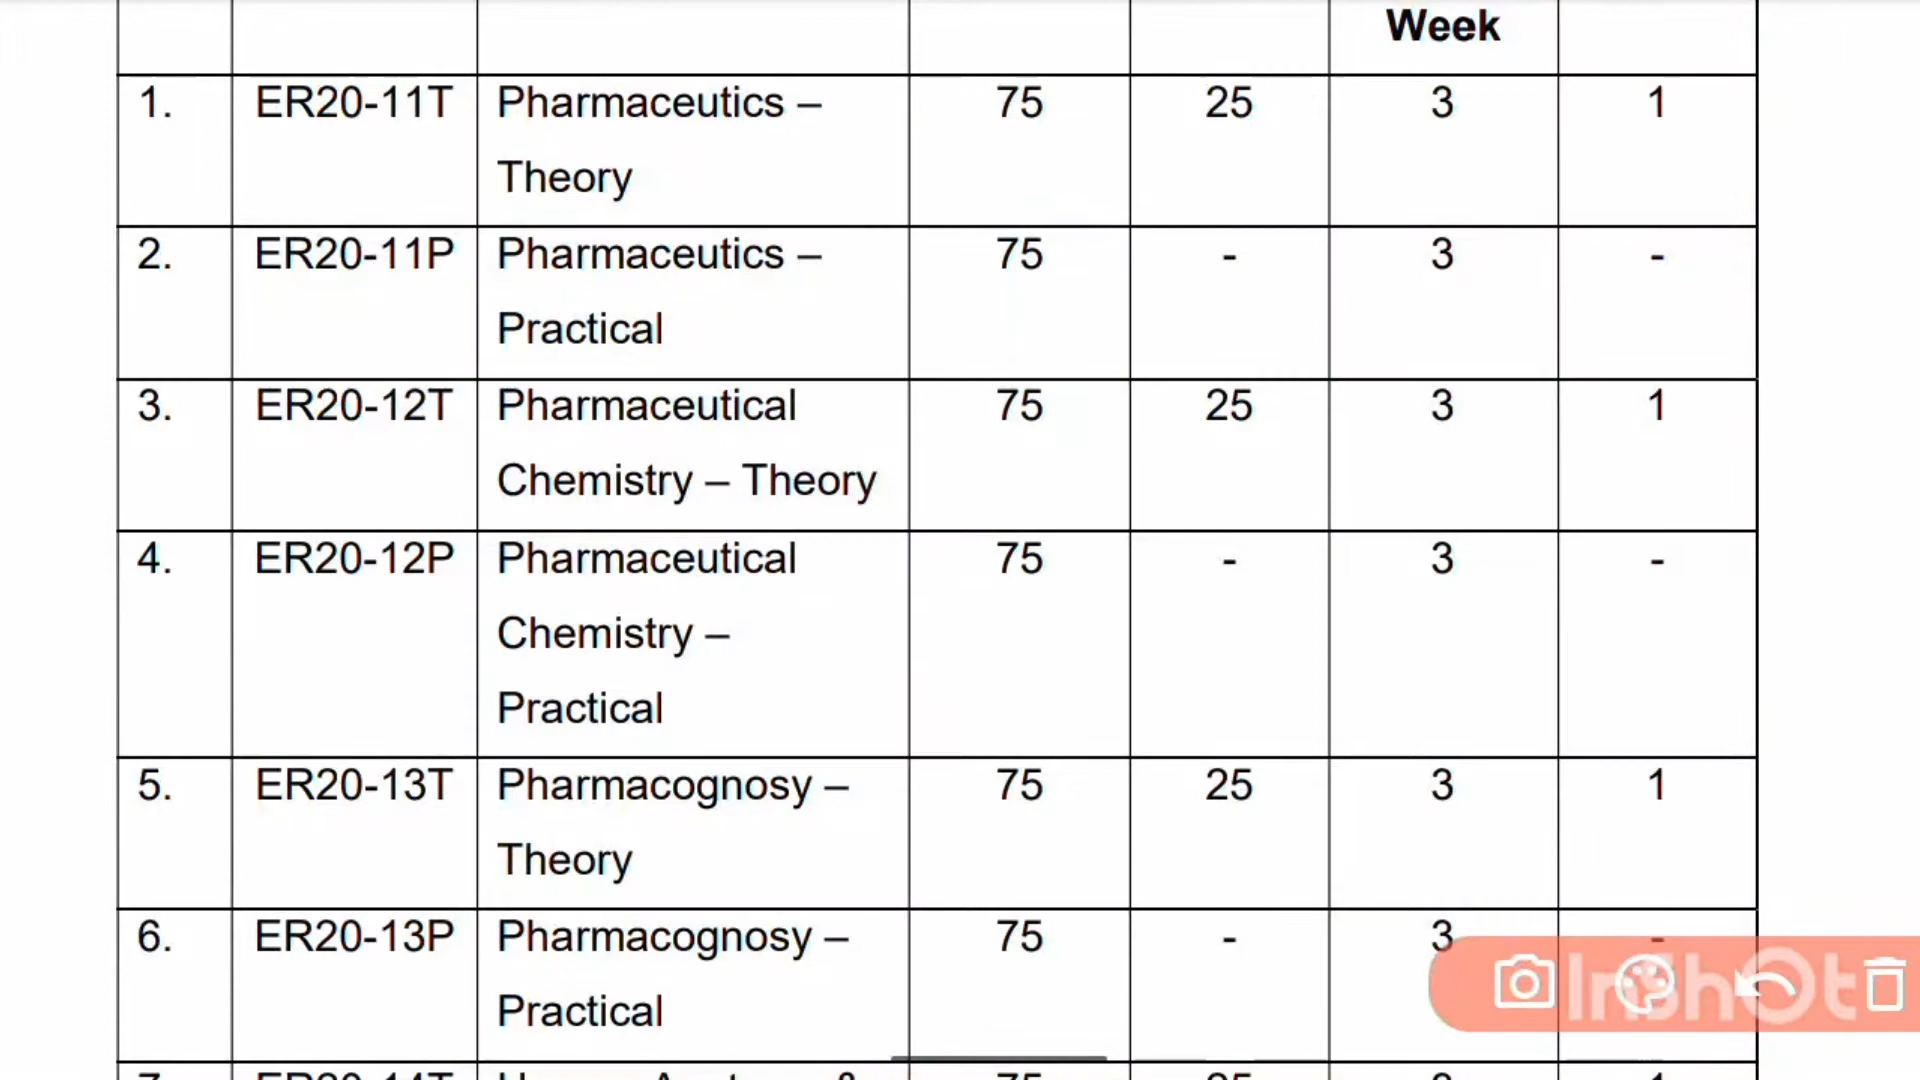 Week
1. ER20-11T Pharmaceutics – 75 25 3 1
Theory
2. ER20-11P Pharmaceutics – 75 - 3 -
Practical
3. ER20-12T Pharmaceutical 75 25 3 1
Chemistry – Theory
4. ER20-12P Pharmaceutical 75 - 3 -
Chemistry –
Practical
5. ER20-13T Pharmacognosy – 75 25 3 1
Theory
6. ER20-13P Pharmacognosy – 75 - 3 -
InShOt
Practical